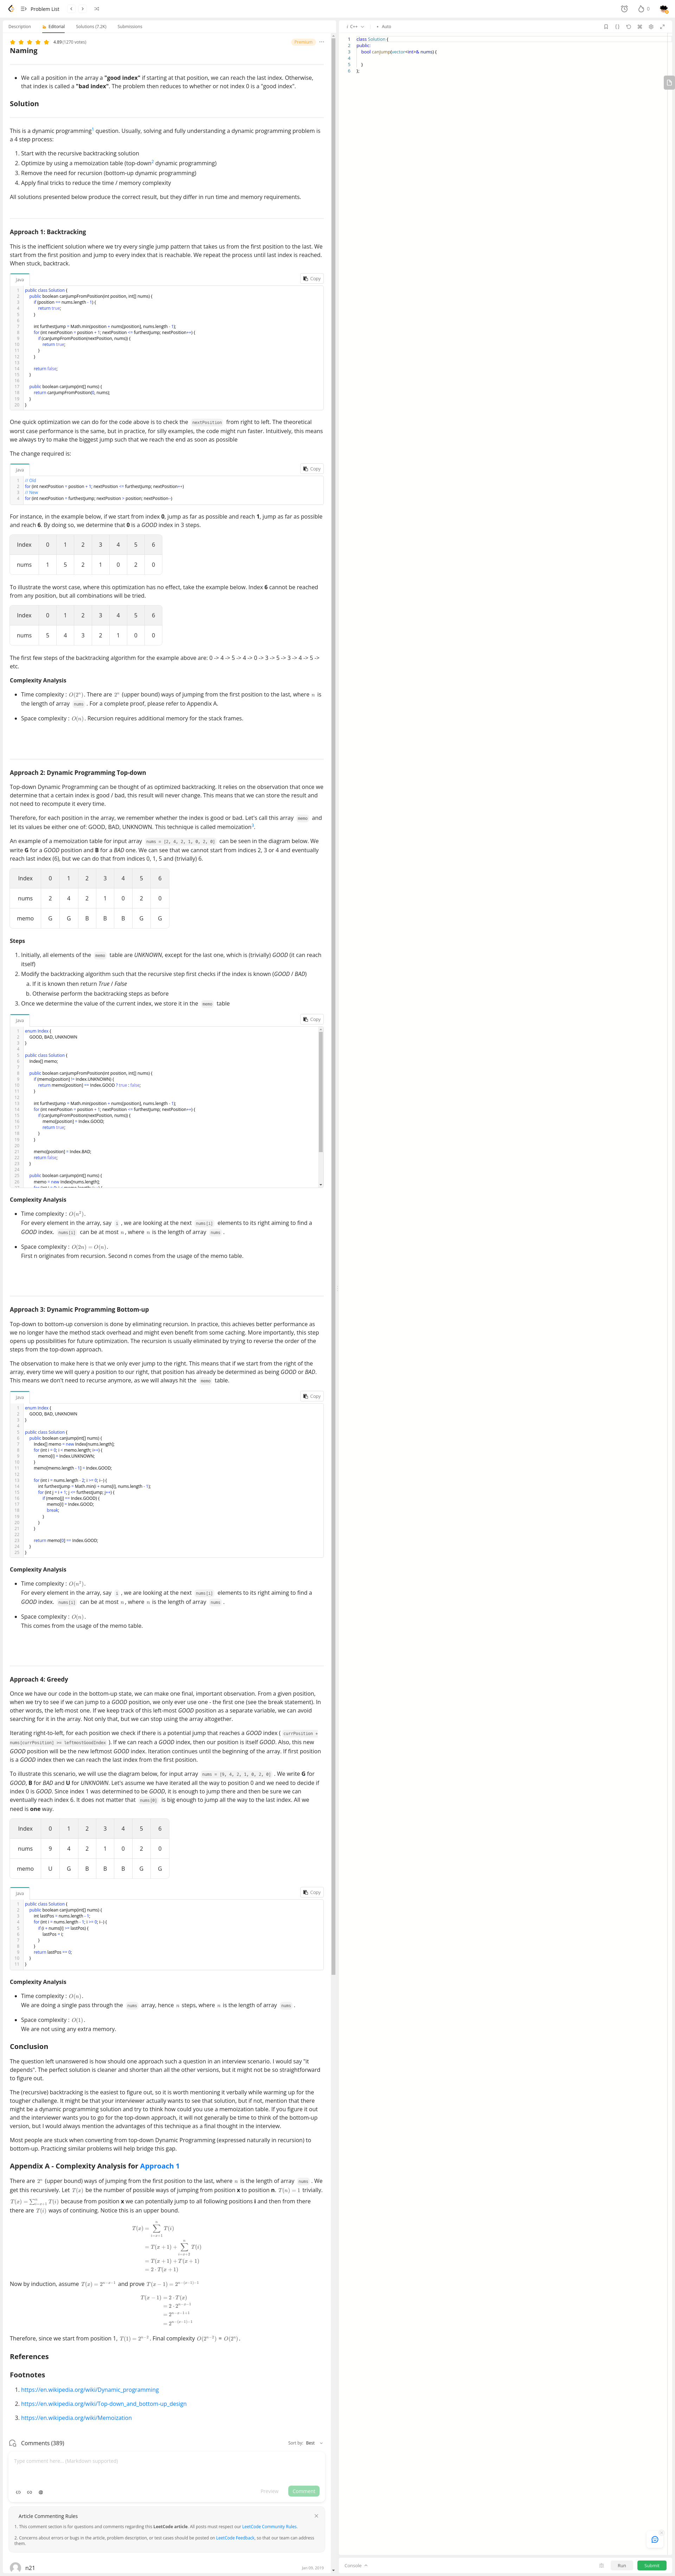 Problem List
0
Description Editorial Solutions (7.2K) Submissions
4.89 (1270 votes) Premium
Naming
We call a position in the array a "good index" if starting at that position, we can reach the last index. Otherwise,
that index is called a "bad index". The problem then reduces to whether or not index 0 is a "good index".
Solution
This is a dynamic programming1 question. Usually, solving and fully understanding a dynamic programming problem is
a 4 step process:
1. Start with the recursive backtracking solution
2. Optimize by using a memoization table (top-down2 dynamic programming)
3. Remove the need for recursion (bottom-up dynamic programming)
4. Apply final tricks to reduce the time / memory complexity
All solutions presented below produce the correct result, but they differ in run time and memory requirements.
Approach 1: Backtracking
This is the inefficient solution where we try every single jump pattern that takes us from the first position to the last. We
start from the first position and jump to every index that is reachable. We repeat the process until last index is reached.
When stuck, backtrack.
Java Copy
1 public class Solution {
2 public boolean canJumpFromPosition(int position, int[] nums) {
3 if (position == nums.length - 1) {
4 return true;
5 }
6
7 int furthestJump = Math.min(position + nums[position], nums.length - 1);
8 for (int nextPosition = position + 1; nextPosition <= furthestJump; nextPosition++) {
9 if (canJumpFromPosition(nextPosition, nums)) {
10 return true;
11 }
12 }
13
14 return false;
15 }
16
17 public boolean canJump(int[] nums) {
18 return canJumpFromPosition(0, nums);
19 }
20 }
One quick optimization we can do for the code above is to check the nextPosition from right to left. The theoretical
worst case performance is the same, but in practice, for silly examples, the code might run faster. Intuitively, this means
we always try to make the biggest jump such that we reach the end as soon as possible
The change required is:
Java Copy
1 // Old
2 for (int nextPosition = position + 1; nextPosition <= furthestJump; nextPosition++)
3 // New
4 for (int nextPosition = furthestJump; nextPosition > position; nextPosition--)
For instance, in the example below, if we start from index 0, jump as far as possible and reach 1, jump as far as possible
and reach 6. By doing so, we determine that 0 is a GOOD index in 3 steps.
Index 0 1 2 3 4 5 6
nums 1 5 2 1 0 2 0
To illustrate the worst case, where this optimization has no effect, take the example below. Index 6 cannot be reached
from any position, but all combinations will be tried.
Index 0 1 2 3 4 5 6
nums 5 4 3 2 1 0 0
The first few steps of the backtracking algorithm for the example above are: 0 -> 4 -> 5 -> 4 -> 0 -> 3 -> 5 -> 3 -> 4 -> 5 ->
etc.
Complexity Analysis
Time complexity : O(2^n). There are 2^n (upper bound) ways of jumping from the first position to the last, where n is
the length of array nums . For a complete proof, please refer to Appendix A.
Space complexity : O(n). Recursion requires additional memory for the stack frames.
Approach 2: Dynamic Programming Top-down
Top-down Dynamic Programming can be thought of as optimized backtracking. It relies on the observation that once we
determine that a certain index is good / bad, this result will never change. This means that we can store the result and
not need to recompute it every time.
Therefore, for each position in the array, we remember whether the index is good or bad. Let's call this array memo and
let its values be either one of: GOOD, BAD, UNKNOWN. This technique is called memoization3.
An example of a memoization table for input array nums = [2, 4, 2, 1, 0, 2, 0] can be seen in the diagram below. We
write G for a GOOD position and B for a BAD one. We can see that we cannot start from indices 2, 3 or 4 and eventually
reach last index (6), but we can do that from indices 0, 1, 5 and (trivially) 6.
Index 0 1 2 3 4 5 6
nums 2 4 2 1 0 2 0
memo G G B B B G G
Steps
1. Initially, all elements of the memo table are UNKNOWN, except for the last one, which is (trivially) GOOD (it can reach
itself)
2. Modify the backtracking algorithm such that the recursive step first checks if the index is known (GOOD / BAD)
a. If it is known then return True / False
b. Otherwise perform the backtracking steps as before
3. Once we determine the value of the current index, we store it in the memo table
Java Copy
1 enum Index {
2 GOOD, BAD, UNKNOWN
3 }
4
5 public class Solution {
6 Index[] memo;
7
8 public boolean canJumpFromPosition(int position, int[] nums) {
9 if (memo[position] != Index.UNKNOWN) {
10 return memo[position] == Index.GOOD ? true : false;
11 }
12
13 int furthestJump = Math.min(position + nums[position], nums.length - 1);
14 for (int nextPosition = position + 1; nextPosition <= furthestJump; nextPosition++) {
15 if (canJumpFromPosition(nextPosition, nums)) {
16 memo[position] = Index.GOOD;
17 return true;
18 }
19 }
20
21 memo[position] = Index.BAD;
22 return false;
23 }
24
25 public boolean canJump(int[] nums) {
26 memo = new Index[nums.length];
Complexity Analysis
Time complexity : O(n^2).
For every element in the array, say i , we are looking at the next nums[i] elements to its right aiming to find a
GOOD index. nums[i] can be at most n, where n is the length of array nums .
Space complexity : O(2n) = O(n).
First n originates from recursion. Second n comes from the usage of the memo table.
Approach 3: Dynamic Programming Bottom-up
Top-down to bottom-up conversion is done by eliminating recursion. In practice, this achieves better performance as
we no longer have the method stack overhead and might even benefit from some caching. More importantly, this step
opens up possibilities for future optimization. The recursion is usually eliminated by trying to reverse the order of the
steps from the top-down approach.
The observation to make here is that we only ever jump to the right. This means that if we start from the right of the
array, every time we will query a position to our right, that position has already be determined as being GOOD or BAD.
This means we don't need to recurse anymore, as we will always hit the memo table.
Java Copy
1 enum Index {
2 GOOD, BAD, UNKNOWN
3 }
4
5 public class Solution {
6 public boolean canJump(int[] nums) {
7 Index[] memo = new Index[nums.length];
8 for (int i = 0; i < memo.length; i++) {
9 memo[i] = Index.UNKNOWN;
10 }
11 memo[memo.length - 1] = Index.GOOD;
12
13 for (int i = nums.length - 2; i >= 0; i--) {
14 int furthestJump = Math.min(i + nums[i], nums.length - 1);
15 for (int j = i + 1; j <= furthestJump; j++) {
16 if (memo[j] == Index.GOOD) {
17 memo[i] = Index.GOOD;
18 break;
19 }
20 }
21 }
22
23 return memo[0] == Index.GOOD;
24 }
25 }
Complexity Analysis
Time complexity : O(n^2).
For every element in the array, say i , we are looking at the next nums[i] elements to its right aiming to find a
GOOD index. nums[i] can be at most n, where n is the length of array nums .
Space complexity : O(n).
This comes from the usage of the memo table.
Approach 4: Greedy
Once we have our code in the bottom-up state, we can make one final, important observation. From a given position,
when we try to see if we can jump to a GOOD position, we only ever use one - the first one (see the break statement). In
other words, the left-most one. If we keep track of this left-most GOOD position as a separate variable, we can avoid
searching for it in the array. Not only that, but we can stop using the array altogether.
Iterating right-to-left, for each position we check if there is a potential jump that reaches a GOOD index ( currPosition +
nums[currPosition] >= leftmostGoodIndex ). If we can reach a GOOD index, then our position is itself GOOD. Also, this new
GOOD position will be the new leftmost GOOD index. Iteration continues until the beginning of the array. If first position
is a GOOD index then we can reach the last index from the first position.
To illustrate this scenario, we will use the diagram below, for input array nums = [9, 4, 2, 1, 0, 2, 0] . We write G for
GOOD, B for BAD and U for UNKNOWN. Let's assume we have iterated all the way to position 0 and we need to decide if
index 0 is GOOD. Since index 1 was determined to be GOOD, it is enough to jump there and then be sure we can
eventually reach index 6. It does not matter that nums[0] is big enough to jump all the way to the last index. All we
need is one way.
Index 0 1 2 3 4 5 6
nums 9 4 2 1 0 2 0
memo U G B B B G G
Java Copy
1 public class Solution {
2 public boolean canJump(int[] nums) {
3 int lastPos = nums.length - 1;
4 for (int i = nums.length - 1; i >= 0; i--) {
5 if (i + nums[i] >= lastPos) {
6 lastPos = i;
7 }
8 }
9 return lastPos == 0;
10 }
11 }
Complexity Analysis
Time complexity : O(n).
We are doing a single pass through the nums array, hence n steps, where n is the length of array nums .
Space complexity : O(1).
We are not using any extra memory.
Conclusion
The question left unanswered is how should one approach such a question in an interview scenario. I would say "it
depends". The perfect solution is cleaner and shorter than all the other versions, but it might not be so straightforward
to figure out.
The (recursive) backtracking is the easiest to figure out, so it is worth mentioning it verbally while warming up for the
tougher challenge. It might be that your interviewer actually wants to see that solution, but if not, mention that there
might be a dynamic programming solution and try to think how could you use a memoization table. If you figure it out
and the interviewer wants you to go for the top-down approach, it will not generally be time to think of the bottom-up
version, but I would always mention the advantages of this technique as a final thought in the interview.
Most people are stuck when converting from top-down Dynamic Programming (expressed naturally in recursion) to
bottom-up. Practicing similar problems will help bridge this gap.
Appendix A - Complexity Analysis for Approach 1
There are 2^n (upper bound) ways of jumping from the first position to the last, where n is the length of array nums . We
get this recursively. Let T(x) be the number of possible ways of jumping from position x to position n. T(n) = 1 trivially.
T(x) = ∑_{i=x+1}^n T(i) because from position x we can potentially jump to all following positions i and then from there
there are T(i) ways of continuing. Notice this is an upper bound.
T(x) = ∑_{i=x+1}^n T(i)
= T(x + 1) + ∑_{i=x+2}^n T(i)
= T(x + 1) + T(x + 1)
= 2 · T(x + 1)
Now by induction, assume T(x) = 2^{n-x-1} and prove T(x − 1) = 2^{n-(x-1)-1}
T(x − 1) = 2 · T(x)
= 2 · 2^{n-x-1}
= 2^{n-x-1+1}
= 2^{n-(x-1)-1}
Therefore, since we start from position 1, T(1) = 2^{n-2}. Final complexity O(2^{n-2}) = O(2^n).
References
Footnotes
1. https://en.wikipedia.org/wiki/Dynamic_programming
2. https://en.wikipedia.org/wiki/Top-down_and_bottom-up_design
3. https://en.wikipedia.org/wiki/Memoization
Comments (389) Sort by: Best
Type comment here... (Markdown supported)
Preview Comment
Article Commenting Rules
1. This comment section is for questions and comments regarding this LeetCode article. All posts must respect our LeetCode Community Rules.
2. Concerns about errors or bugs in the article, problem description, or test cases should be posted on LeetCode Feedback, so that our team can address
them.
n21 Jan 09, 2019
C++ Auto
1 class Solution {
2 public:
3 bool canJump(vector<int>& nums) {
4
5 }
6 };
Console Run Submit